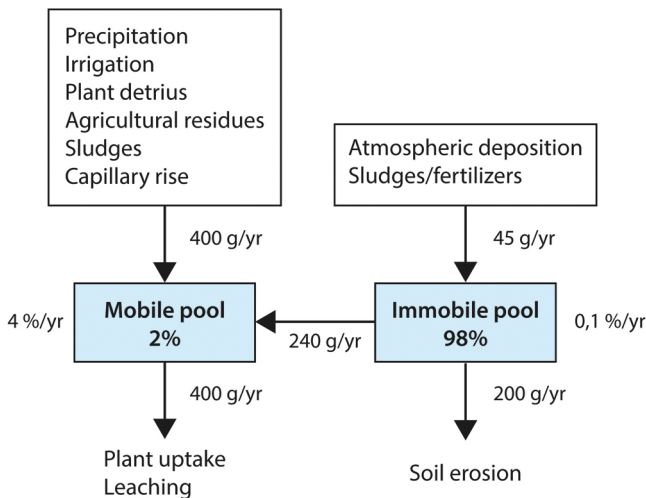 Precipitation
Irrigation
Plant detrius
Agricultural residues
Sludges
Capillary rise
Atmospheric deposition
Sludges/fertilizers
400 g/yr
45 g/yr
4 %/yr
Mobile pool
2%
240 g/yr
Immobile pool
98%
0,1 %/yr
400 g/yr
200 g/yr
Plant uptake
Leaching
Soil erosion